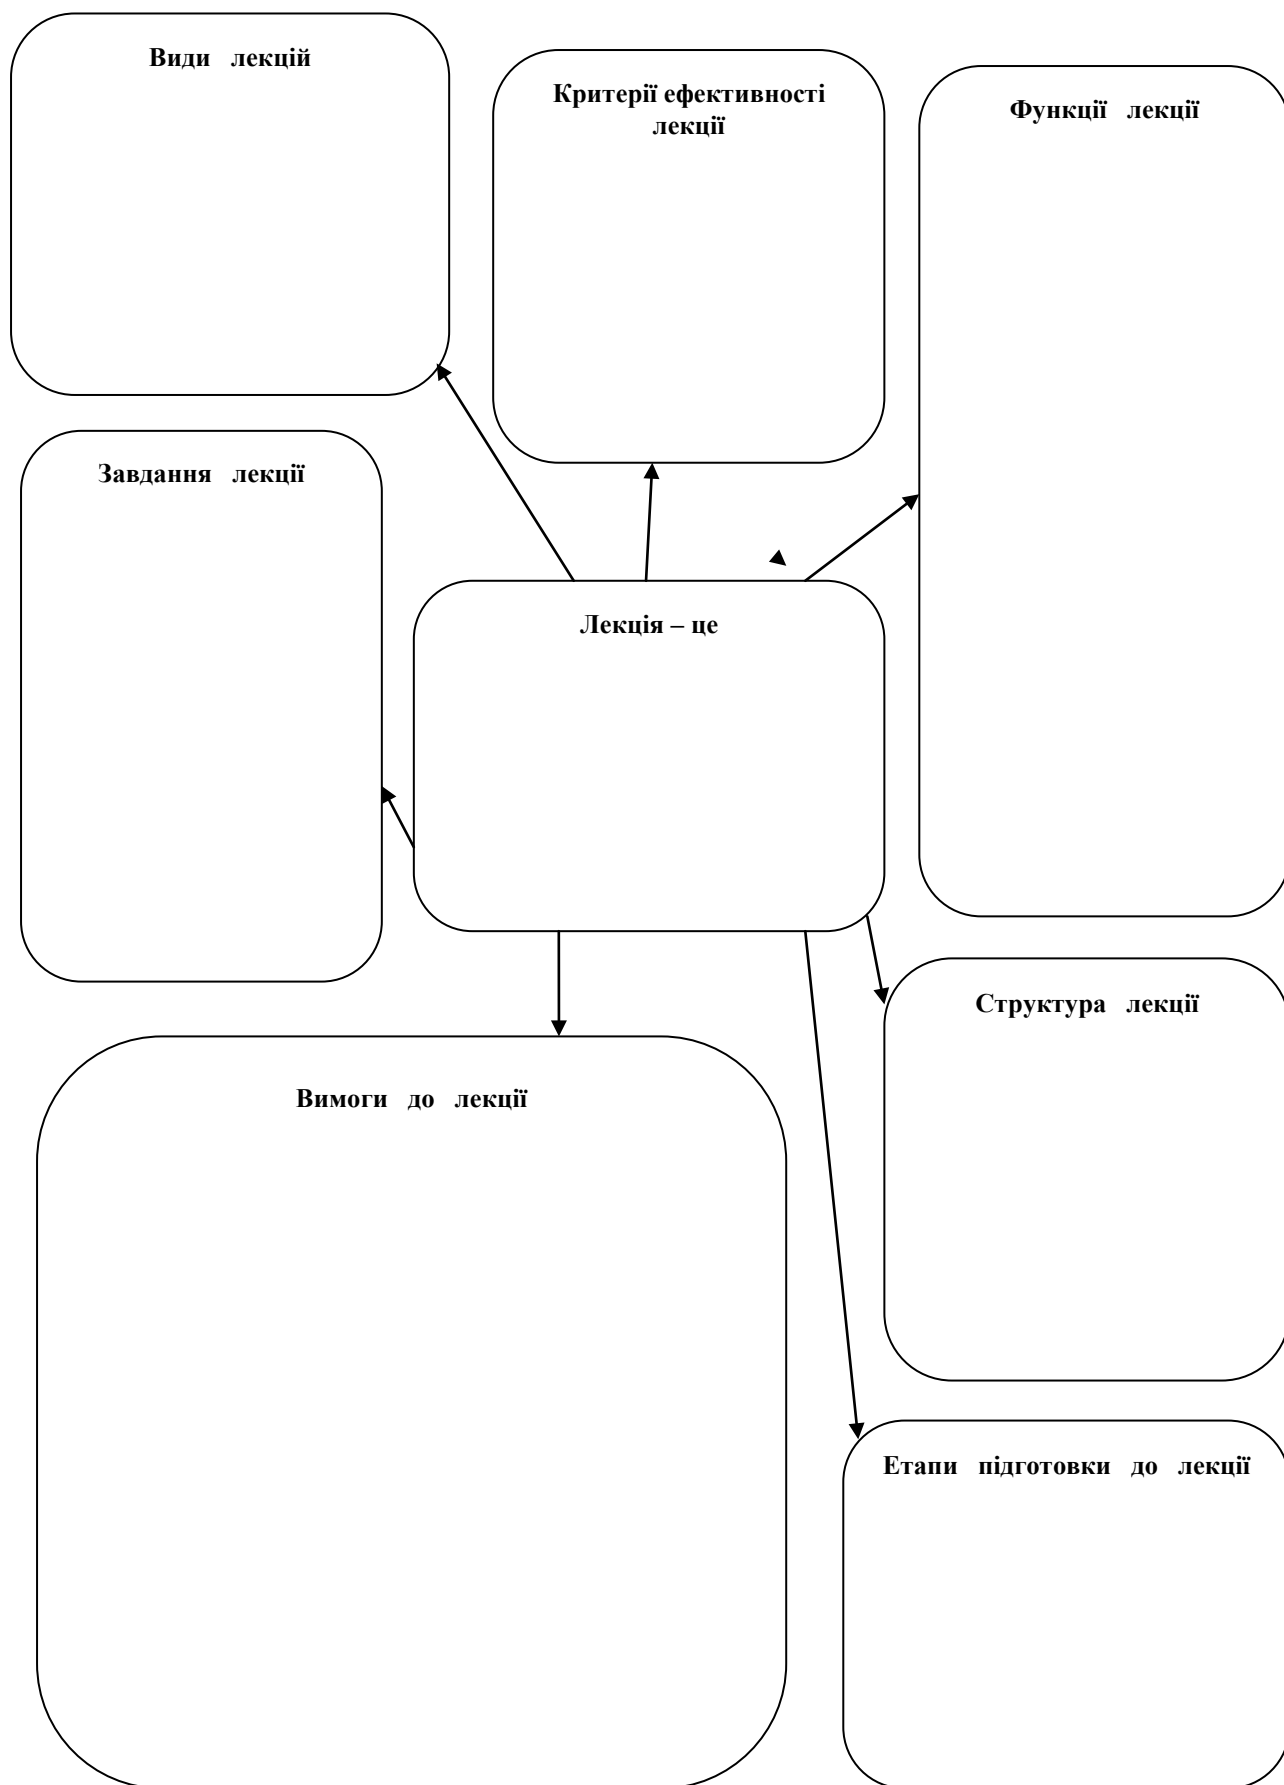 Види лекцій
Критерії ефективності
лекції
Функції лекції
Завдання лекції
Лекція – це
Структура лекції
Вимоги до лекції
Етапи підготовки до лекції